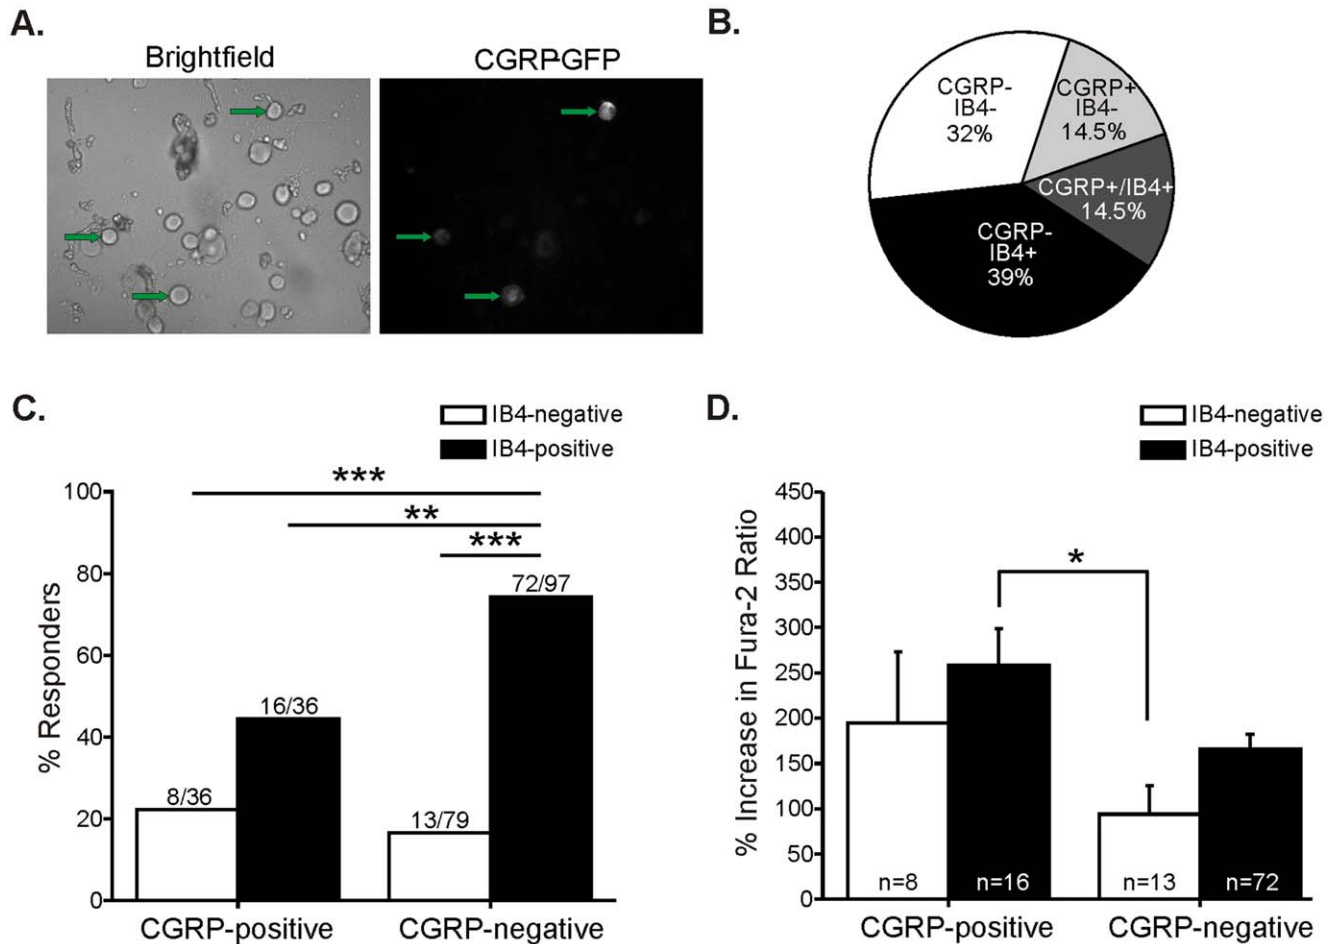 A.
Brightfield
CGRP-GFP
B.
CGRP-
IB4-
32%
CGRP+
IB4-
14.5%
CGRP+/IB4+
14.5%
CGRP-
IB4+
39%
C.
IB4-negative
IB4-positive
% Responders
100
80
60
40
20
0
***
**
***
8/36
16/36
13/79
72/97
CGRP-positive
CGRP-negative
D.
IB4-negative
IB4-positive
% Increase in Fura-2 Ratio
450
400
350
300
250
200
150
100
50
0
*
n=8
n=16
n=13
n=72
CGRP-positive
CGRP-negative